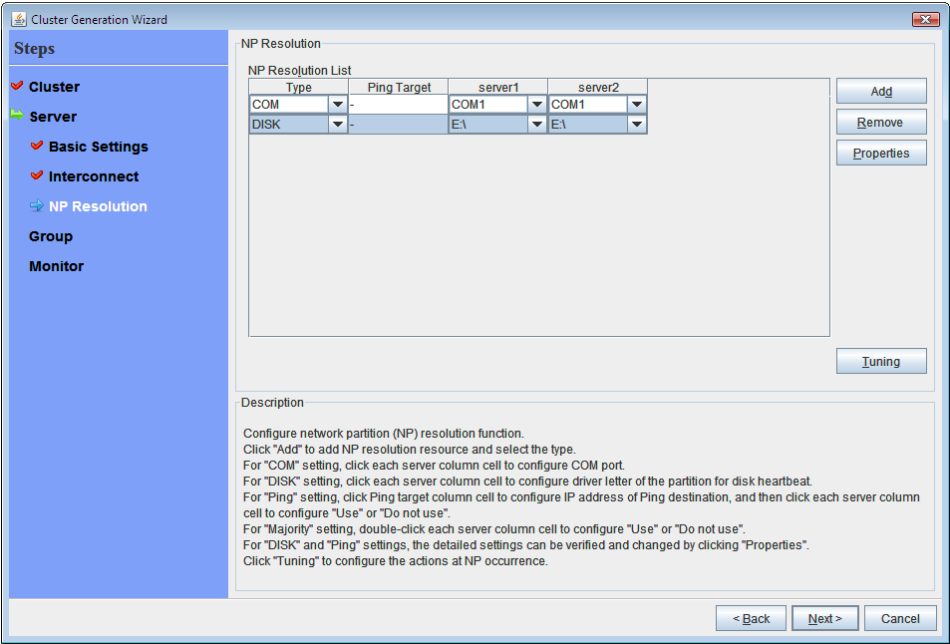 Cluster Generation Wizard
Steps
Cluster
Server
Basic Settings
Interconnect
NP Resolution
Group
Monitor
NP Resolution
NP Resolution List
Type Ping Target server1 server2
COM - COM1 COM1
DISK - E:\ E:\
Add
Remove
Properties
Tuning
Description
Configure network partition (NP) resolution function.
Click "Add" to add NP resolution resource and select the type.
For "COM" setting, click each server column cell to configure COM port.
For "DISK" setting, click each server column cell to configure driver letter of the partition for disk heartbeat.
For "Ping" setting, click Ping target column cell to configure IP address of Ping destination, and then click each server column
cell to configure "Use" or "Do not use".
For "Majority" setting, double-click each server column cell to configure "Use" or "Do not use".
For "DISK" and "Ping" settings, the detailed settings can be verified and changed by clicking "Properties".
Click "Tuning" to configure the actions at NP occurrence.
< Back Next > Cancel